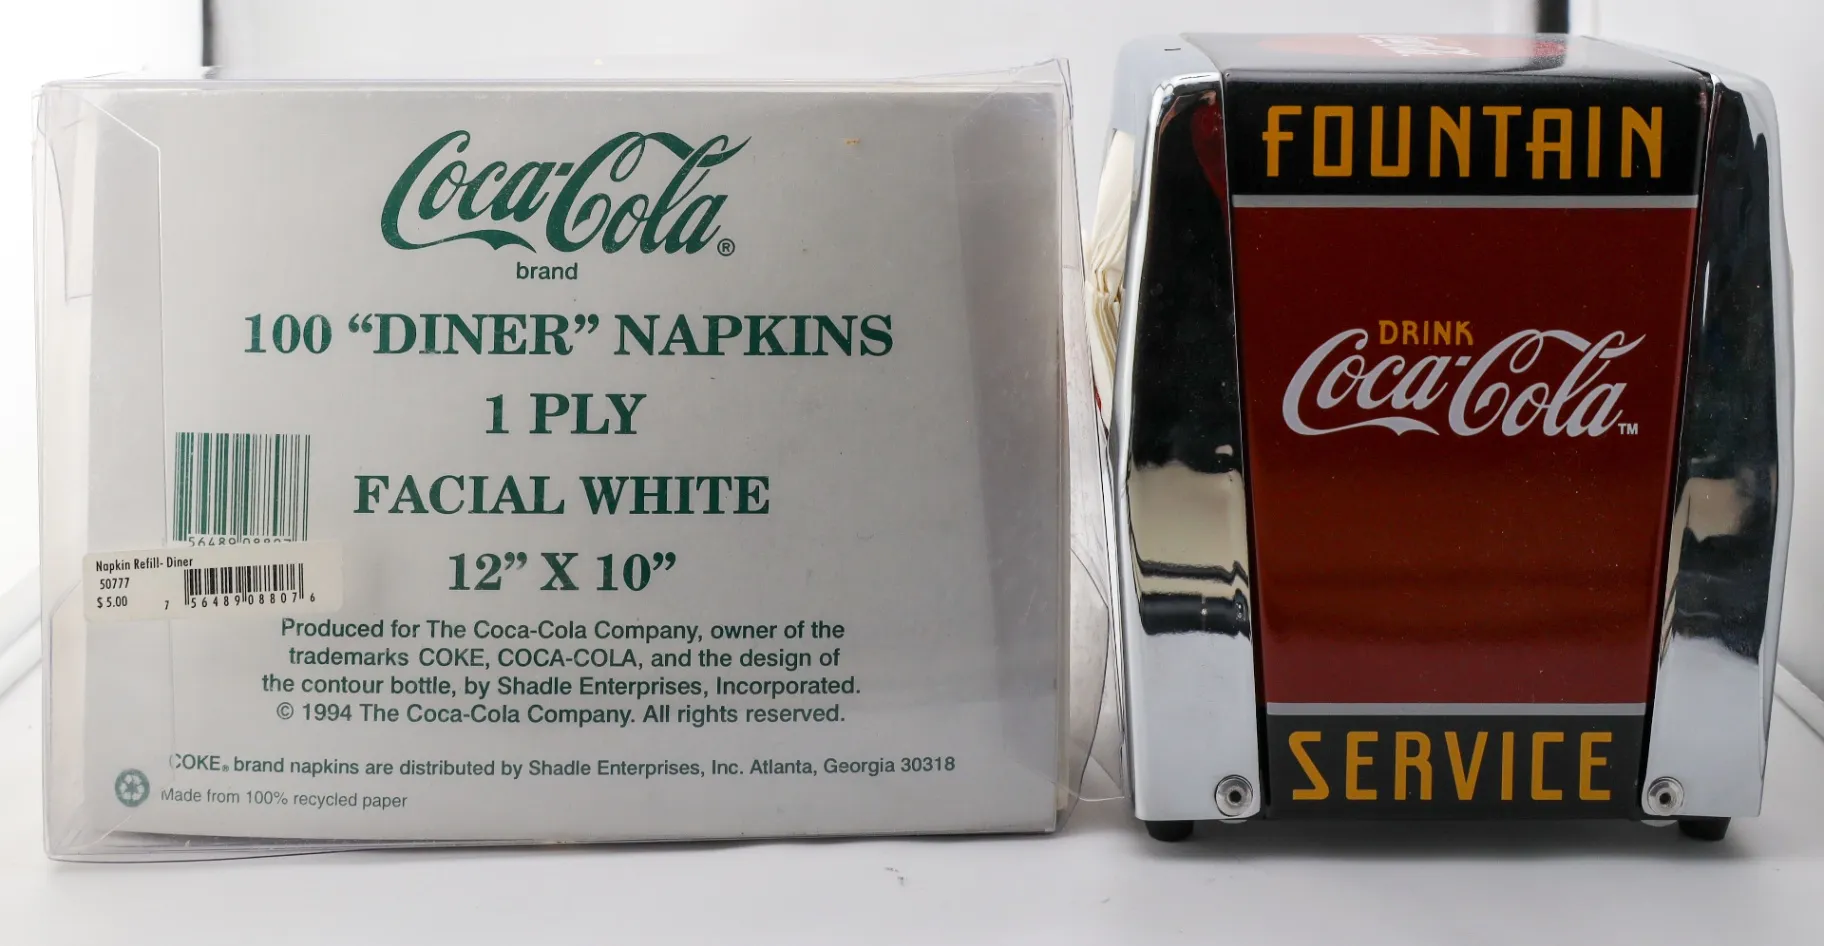 Coca-Cola®
brand
100 “DINER” NAPKINS
1 PLY
FACIAL WHITE
12” X 10”
Napkin Refill- Diner
50777
$ 5.00
7 56489 08807 6
Produced for The Coca-Cola Company, owner of the
trademarks COKE, COCA-COLA, and the design of
the contour bottle, by Shadle Enterprises, Incorporated.
© 1994 The Coca-Cola Company. All rights reserved.
COKE® brand napkins are distributed by Shadle Enterprises, Inc. Atlanta, Georgia 30318
Made from 100% recycled paper
FOUNTAIN
DRINK
Coca-Cola™
SERVICE